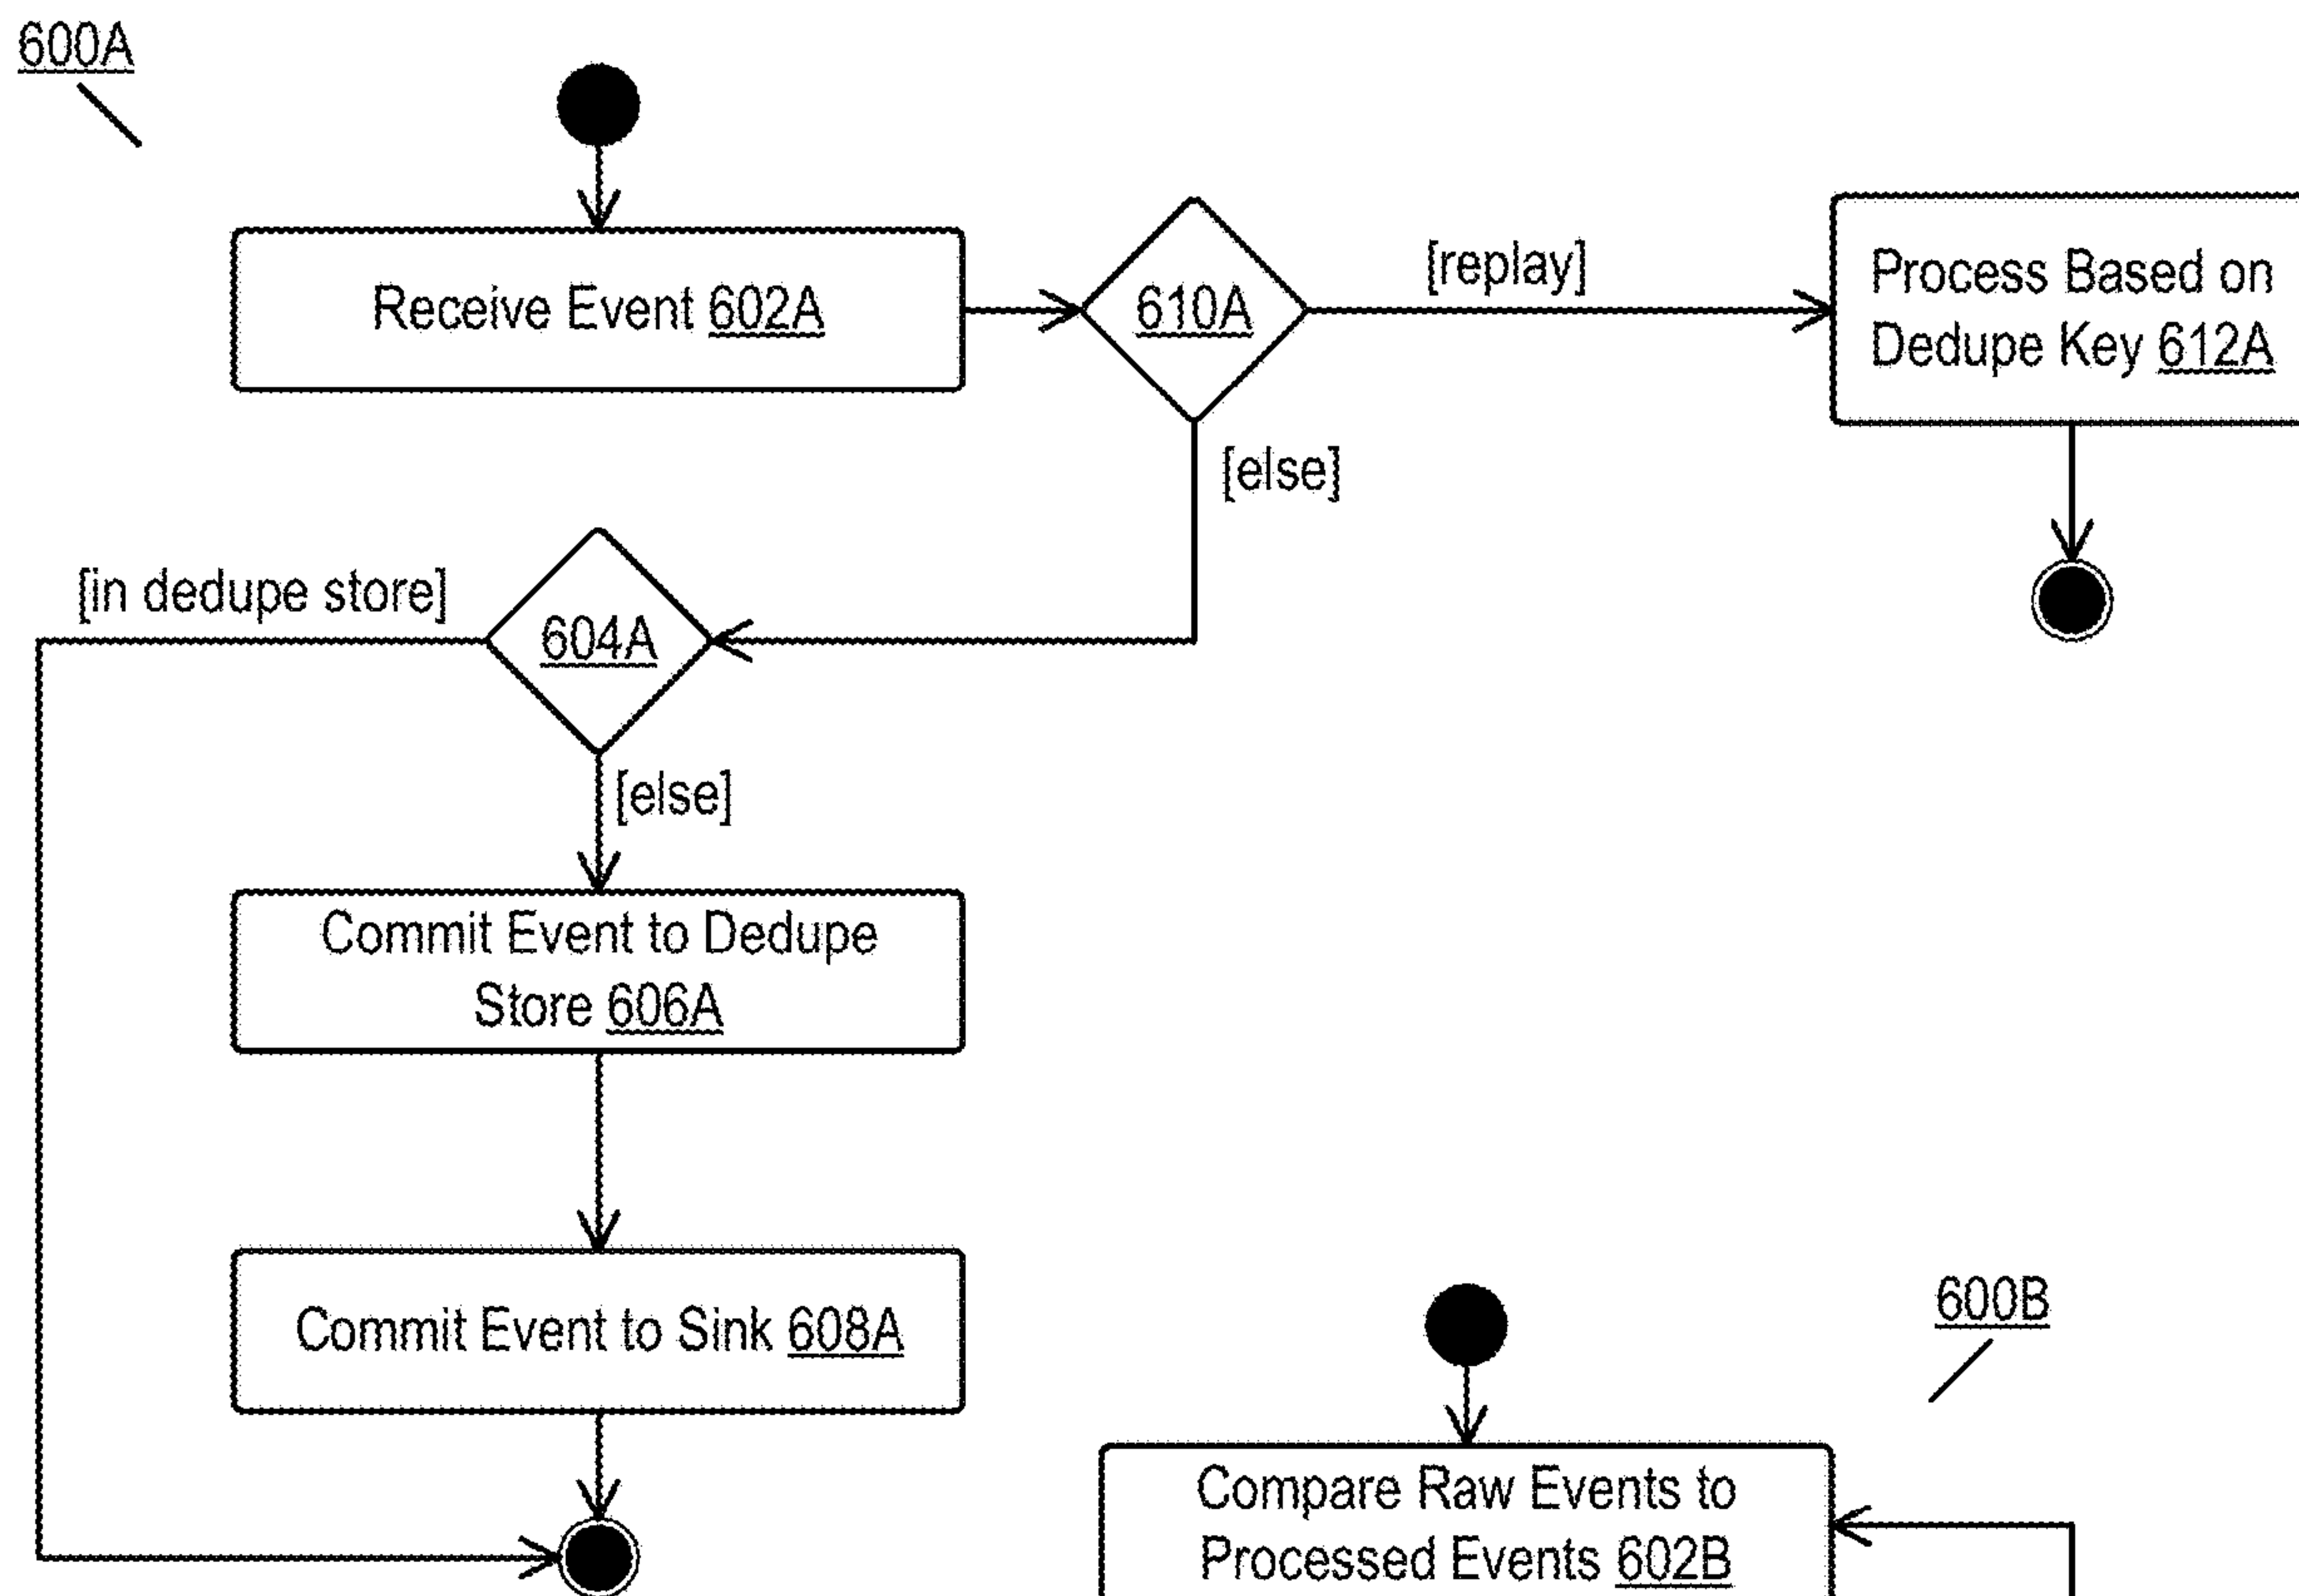 600A
Receive Event 602A
610A
[replay]
Process Based on
Dedupe Key 612A
[else]
[in dedupe store]
604A
[else]
Commit Event to Dedupe
Store 606A
Commit Event to Sink 608A
600B
Compare Raw Events to
Processed Events 602B